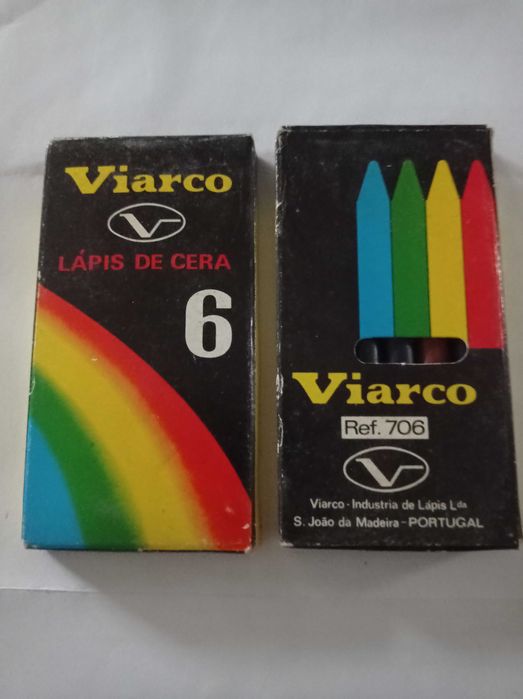 Viarco
V
LÁPIS DE CERA
6
Viarco
Ref. 706
V
Viarco - Industria de Lápis Lda
S. João da Madeira - PORTUGAL